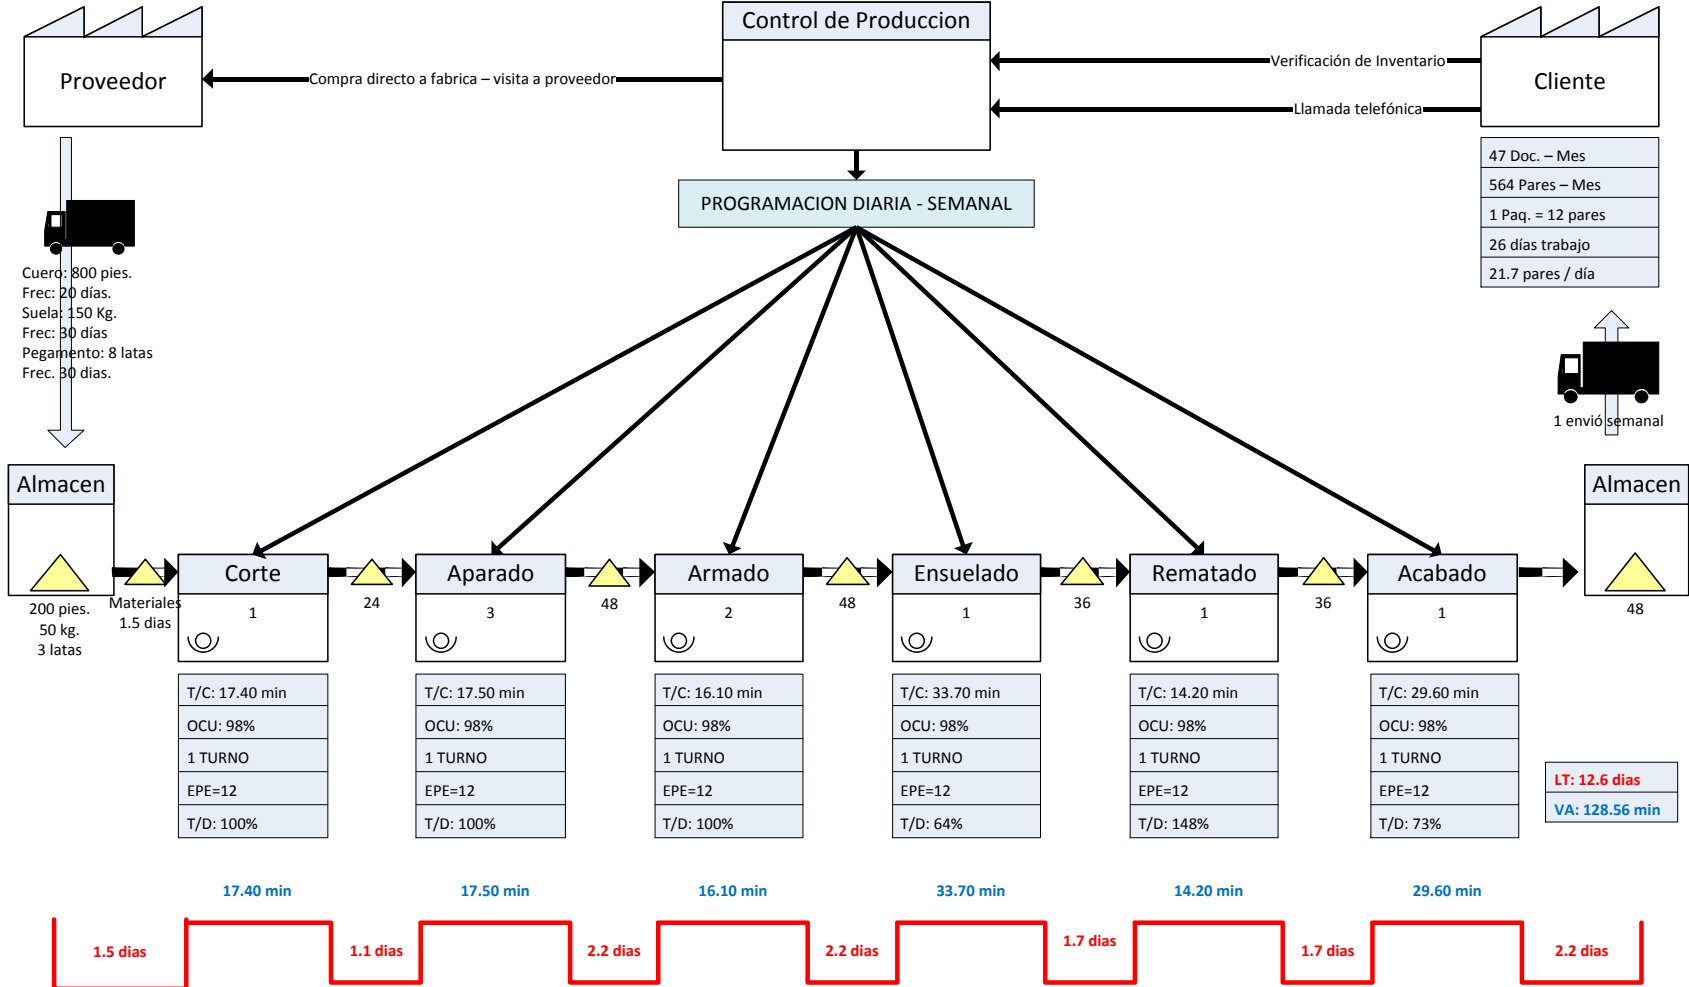 Control de Produccion
Proveedor
Compra directo a fabrica – visita a proveedor
Verificación de Inventario
Llamada telefónica
Cliente
47 Doc. – Mes
564 Pares – Mes
1 Paq. = 12 pares
26 días trabajo
21.7 pares / día
PROGRAMACION DIARIA - SEMANAL
Cuero: 800 pies.
Frec: 20 días.
Suela: 150 Kg.
Frec: 30 días
Pegamento: 8 latas
Frec. 30 dias.
1 envió semanal
Almacen
200 pies.
50 kg.
3 latas
Materiales
1.5 dias
Corte
1
24
Aparado
3
48
Armado
2
48
Ensuelado
1
36
Rematado
1
36
Acabado
1
Almacen
48
T/C: 17.40 min
OCU: 98%
1 TURNO
EPE=12
T/D: 100%
T/C: 17.50 min
OCU: 98%
1 TURNO
EPE=12
T/D: 100%
T/C: 16.10 min
OCU: 98%
1 TURNO
EPE=12
T/D: 100%
T/C: 33.70 min
OCU: 98%
1 TURNO
EPE=12
T/D: 64%
T/C: 14.20 min
OCU: 98%
1 TURNO
EPE=12
T/D: 148%
T/C: 29.60 min
OCU: 98%
1 TURNO
EPE=12
T/D: 73%
LT: 12.6 dias
VA: 128.56 min
17.40 min
17.50 min
16.10 min
33.70 min
14.20 min
29.60 min
1.5 dias
1.1 dias
2.2 dias
2.2 dias
1.7 dias
1.7 dias
2.2 dias